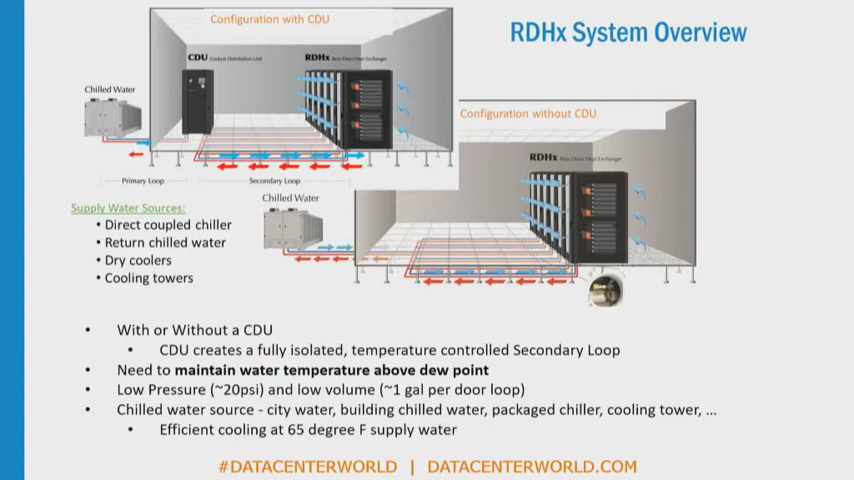 RDHx System Overview
Configuration with CDU
CDU Coolant Distribution Unit
RDHx Rear Door Heat Exchanger
Chilled Water
Primary Loop
Secondary Loop
Configuration without CDU
RDHx Rear Door Heat Exchanger
Chilled Water
Supply Water Sources:
• Direct coupled chiller
• Return chilled water
• Dry coolers
• Cooling towers
• With or Without a CDU
• CDU creates a fully isolated, temperature controlled Secondary Loop
• Need to maintain water temperature above dew point
• Low Pressure (~20psi) and low volume (~1 gal per door loop)
• Chilled water source - city water, building chilled water, packaged chiller, cooling tower, ...
• Efficient cooling at 65 degree F supply water
#DATACENTERWORLD | DATACENTERWORLD.COM